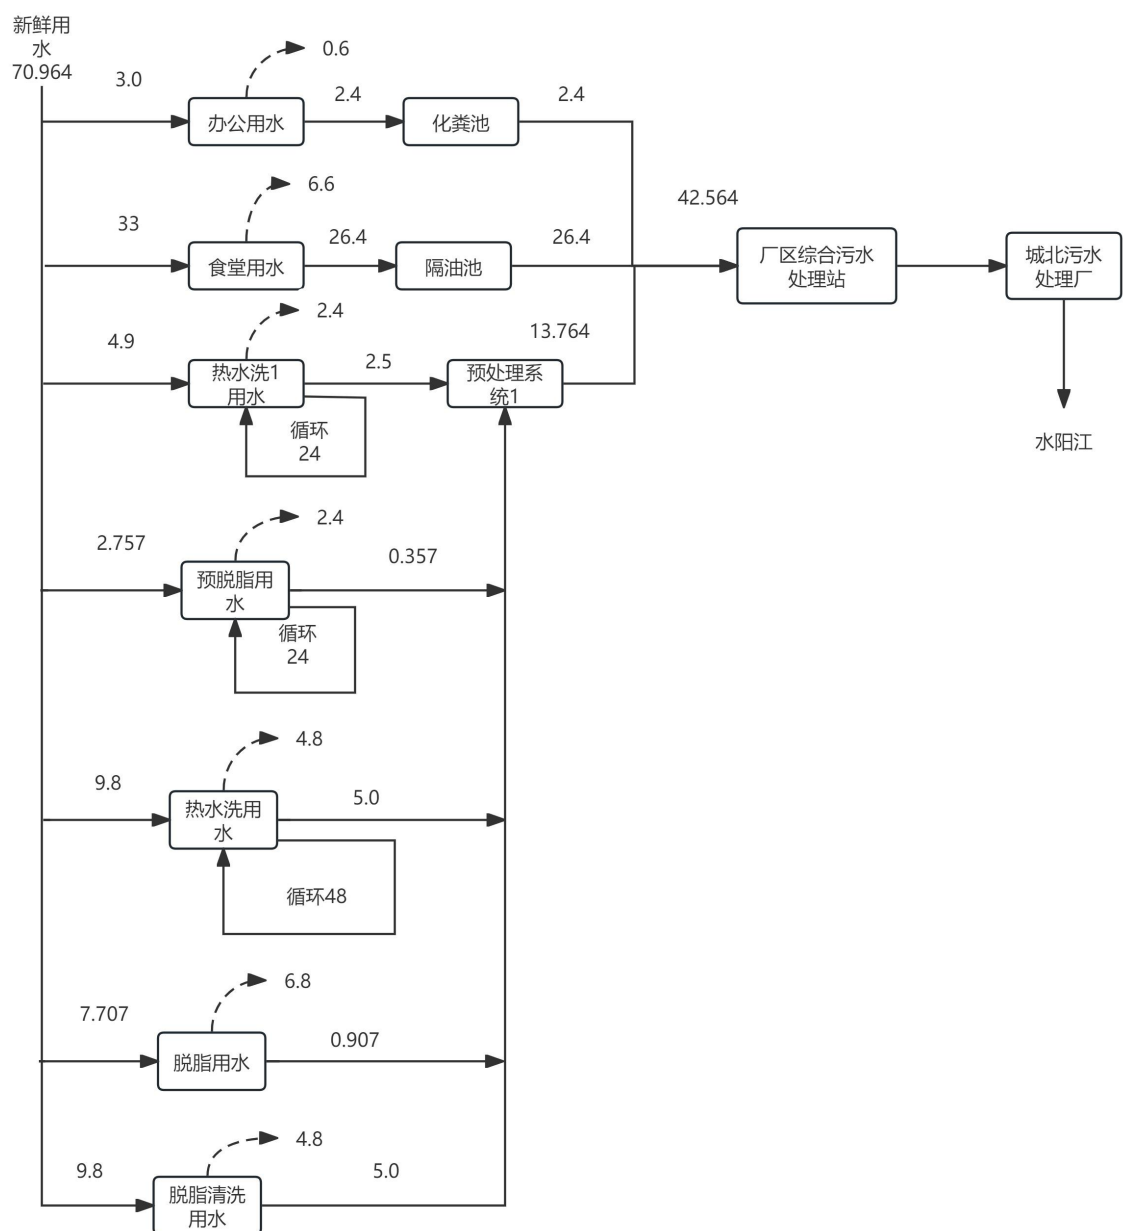 新鲜用
水
70.964
3.0
0.6
办公用水
2.4
化粪池
2.4
33
6.6
食堂用水
26.4
隔油池
26.4
42.564
厂区综合污水
处理站
城北污水
处理厂
水阳江
4.9
2.4
热水洗1
用水
循环
24
2.5
预处理系
统1
13.764
2.757
2.4
预脱脂用
水
循环
24
0.357
9.8
4.8
热水洗用
水
循环48
5.0
7.707
6.8
脱脂用水
0.907
9.8
4.8
脱脂清洗
用水
5.0